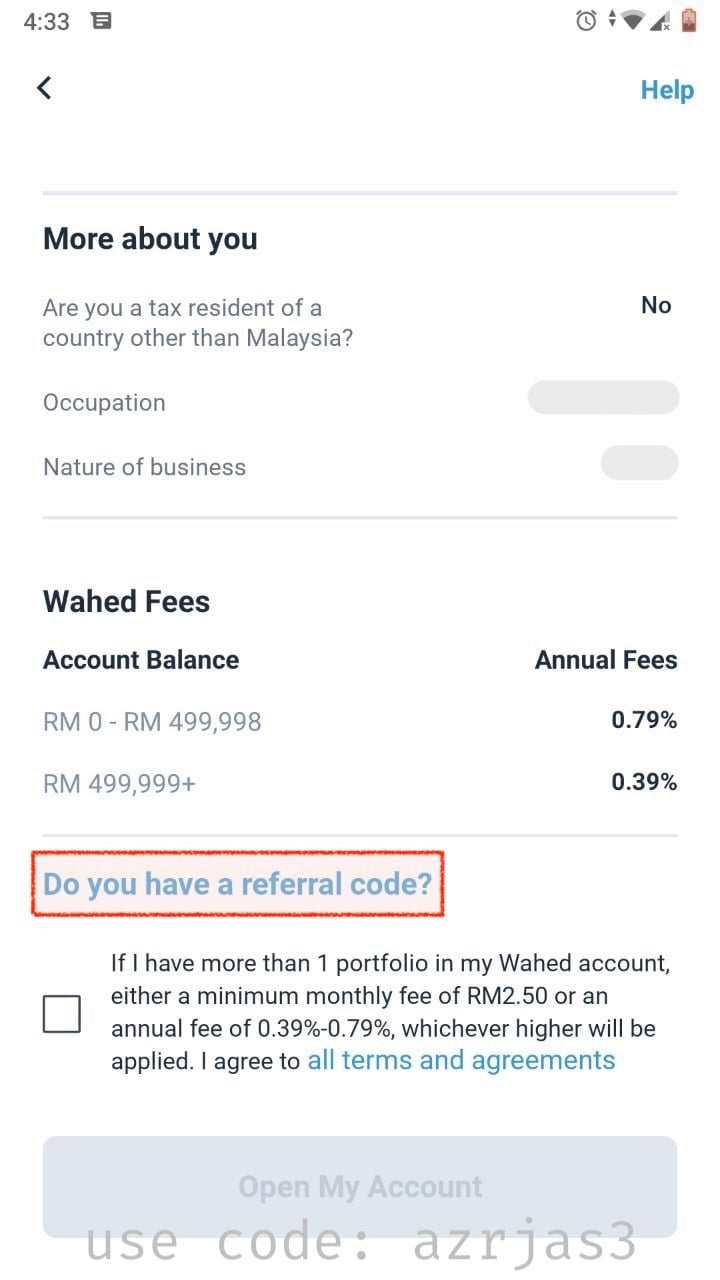 4:33
Help
More about you
Are you a tax resident of a
No
country other than Malaysia?
Occupation
Nature of business
Wahed Fees
Account Balance Annual Fees
RM 0 - RM 499,998 0.79%
RM 499,999+ 0.39%
Do you have a referral code?
If I have more than 1 portfolio in my Wahed account,
either a minimum monthly fee of RM2.50 or an
annual fee of 0.39%-0.79%, whichever higher will be
applied. I agree to all terms and agreements
Open My Account
use code: azrjas3